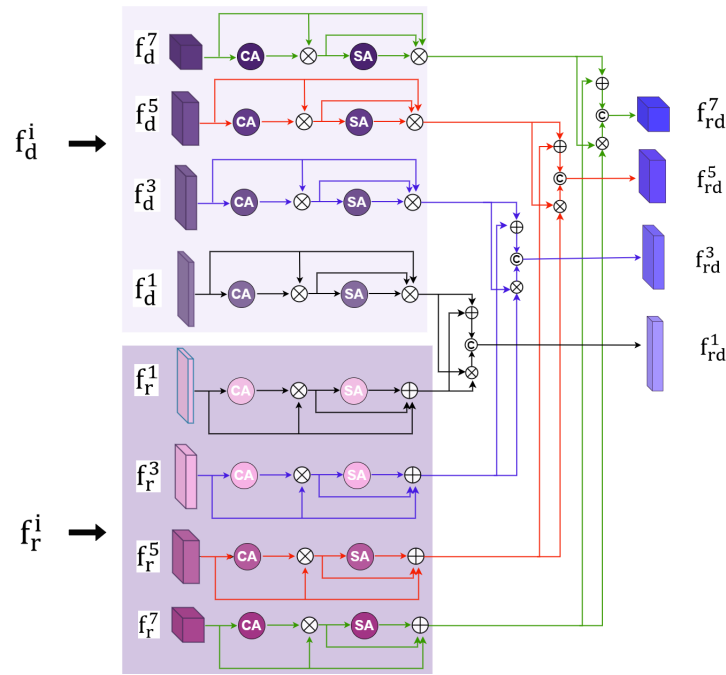 f_d^7 CA ⊗ SA ⊗ ⊕
© f_rd^7
⊗
f_d^5 CA ⊗ SA ⊗ ⊕
f_d^i © f_rd^5
f_d^3 CA ⊗ SA ⊗ ⊗
⊕
© f_rd^3
f_d^1 CA ⊗ SA ⊗ ⊗
⊕
© f_rd^1
⊗
f_r^1 CA ⊗ SA ⊕
f_r^3 CA ⊗ SA ⊕
f_r^i
f_r^5 CA ⊗ SA ⊕
f_r^7 CA ⊗ SA ⊕